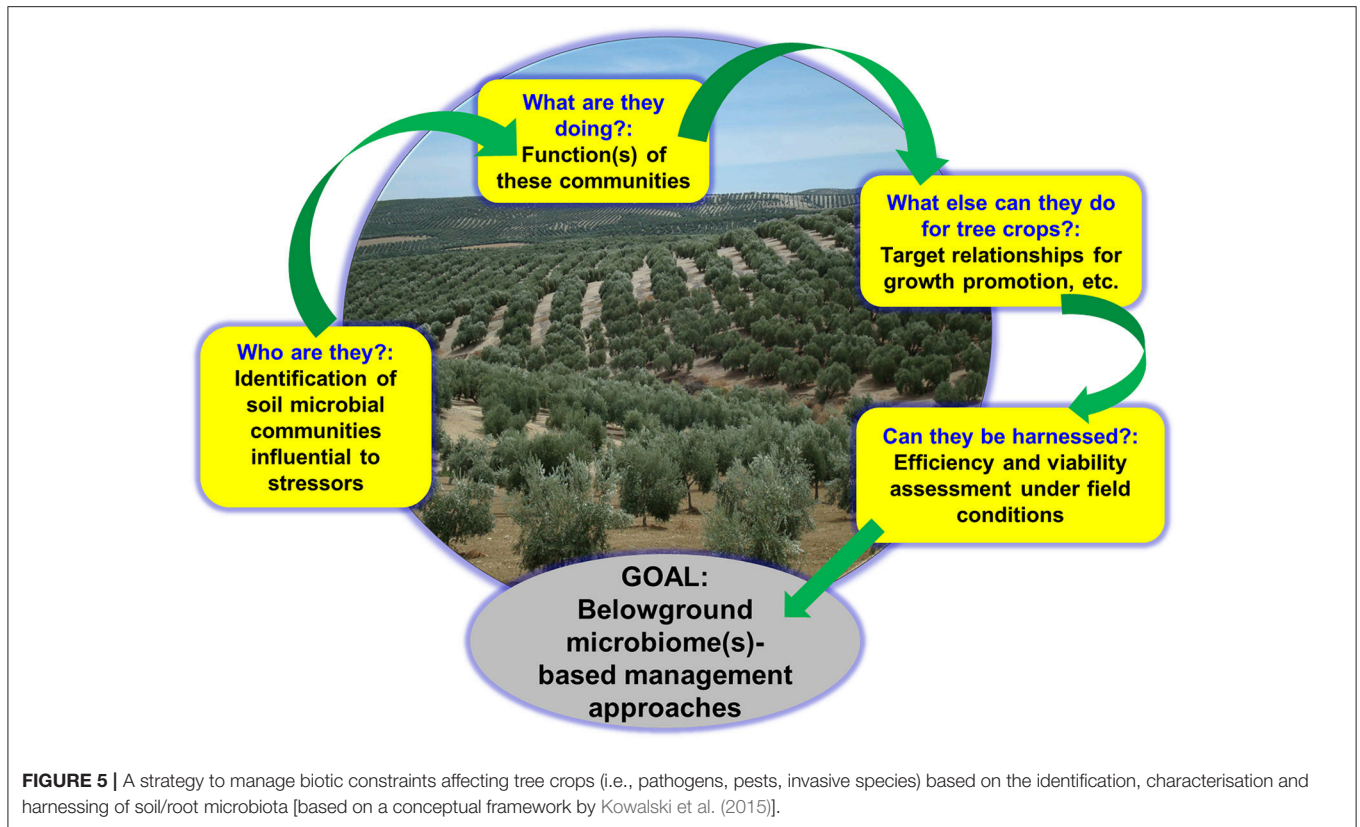 What are they
doing?:
Function(s) of
these communities
What else can they do
for tree crops?:
Target relationships for
growth promotion, etc.
Who are they?:
Identification of
soil microbial
communities
influential to
stressors
Can they be harnessed?:
Efficiency and viability
assessment under field
conditions
GOAL:
Belowground
microbiome(s)-
based management
approaches
FIGURE 5 | A strategy to manage biotic constraints affecting tree crops (i.e., pathogens, pests, invasive species) based on the identification, characterisation and
harnessing of soil/root microbiota [based on a conceptual framework by Kowalski et al. (2015)].